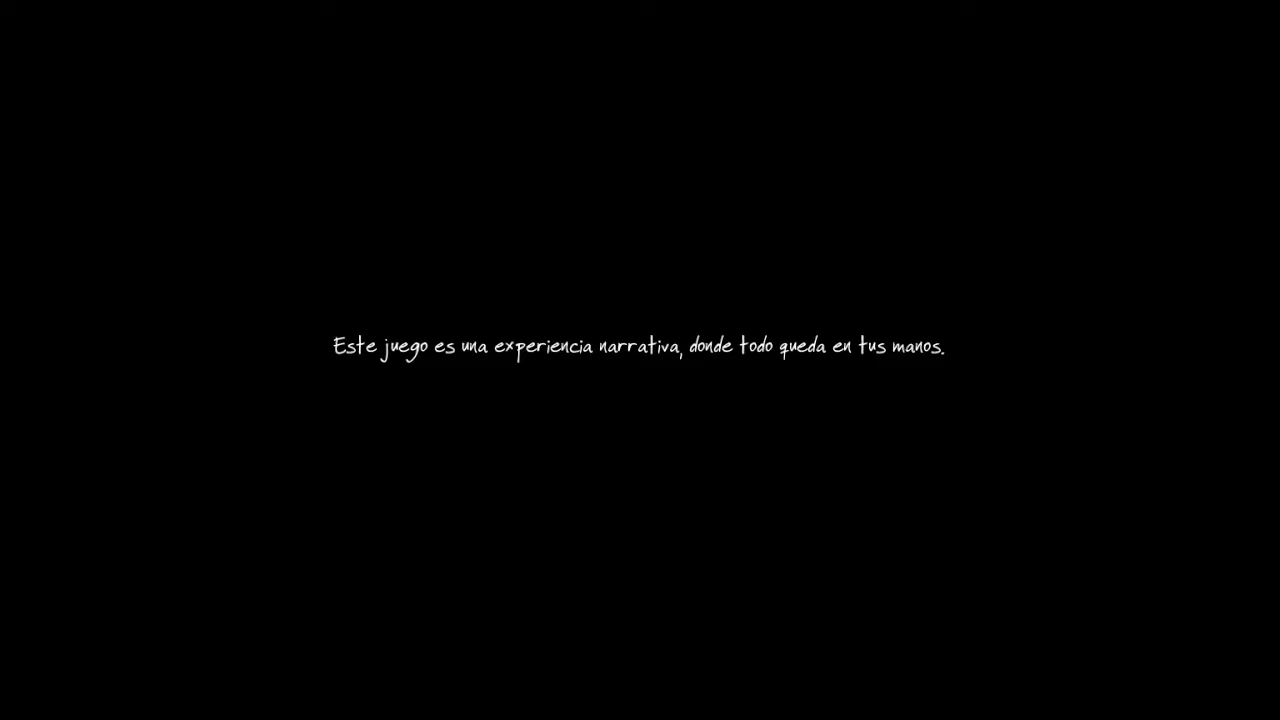 Este juego es una experiencia narrativa, donde todo queda en tus manos.